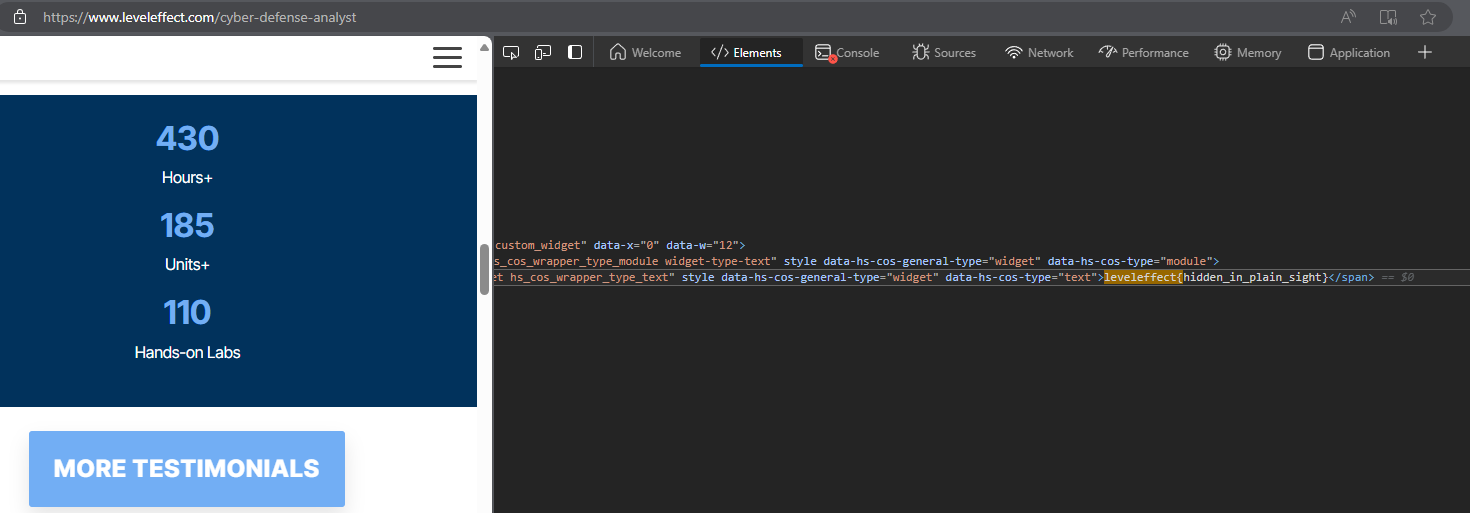 https://www.leveleffect.com/cyber-defense-analyst
Welcome
Elements
Console
Sources
Network
Performance
Memory
Application
430
Hours+
185
Units+
110
Hands-on Labs
MORE TESTIMONIALS
custom_widget" data-x="0" data-w="12">
s_cos_wrapper_type_module widget-type-text" style data-hs-cos-general-type="widget" data-hs-cos-type="module">
et hs_cos_wrapper_type_text" style data-hs-cos-general-type="widget" data-hs-cos-type="text">leveleffect{hidden_in_plain_sight}</span> == $0